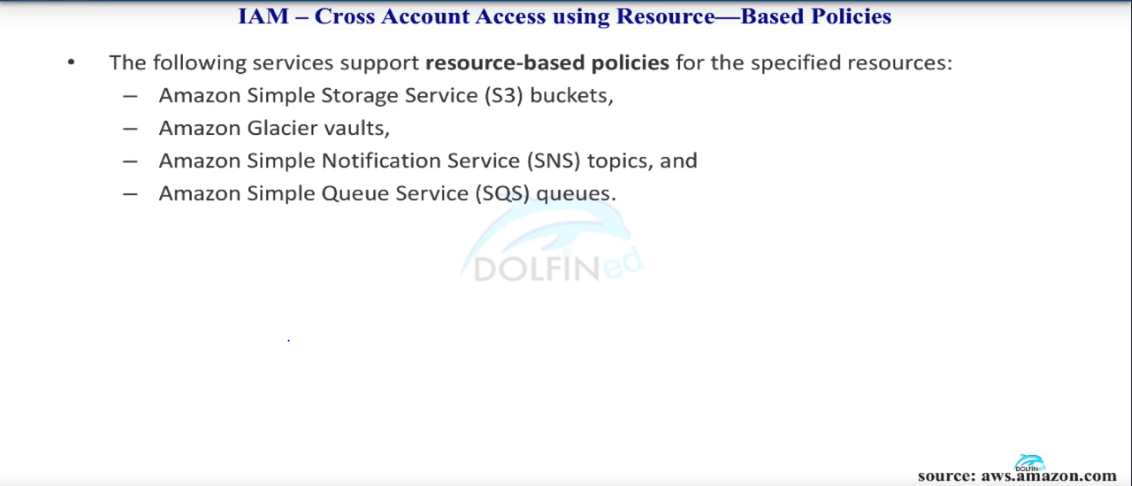 IAM – Cross Account Access using Resource—Based Policies
• The following services support resource-based policies for the specified resources:
– Amazon Simple Storage Service (S3) buckets,
– Amazon Glacier vaults,
– Amazon Simple Notification Service (SNS) topics, and
– Amazon Simple Queue Service (SQS) queues.
DOLFINed
DOLFINed
source: aws.amazon.com